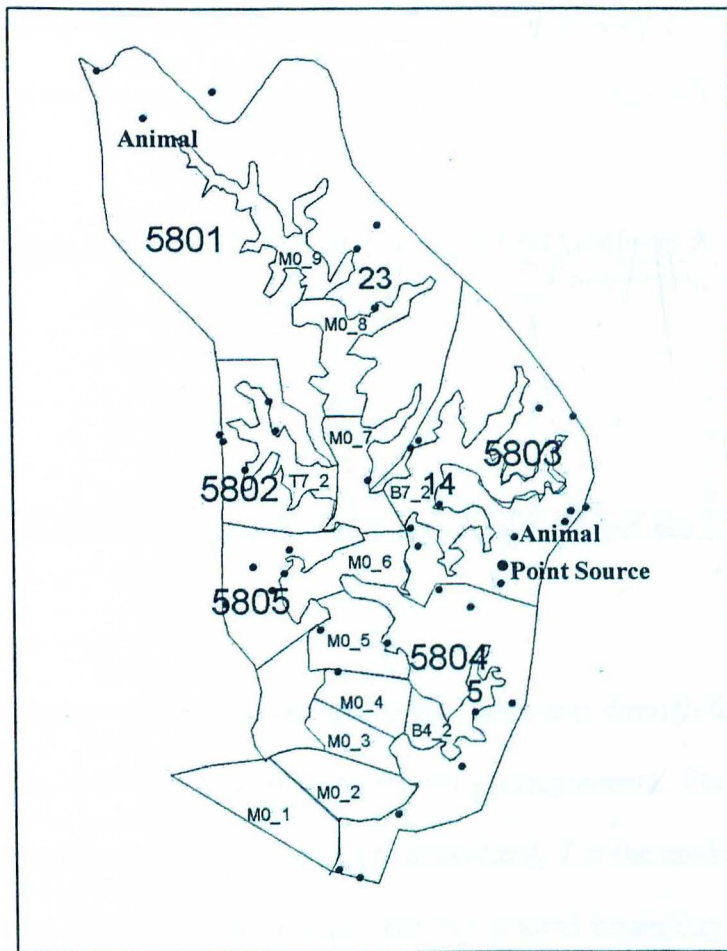 Animal
5801
M0_9
23
M0_8
M0_7
5803
5802
T7_2
B7_2
14
Animal
M0_6
Point Source
5805
M0_5
5804
5
M0_4
B4_2
M0_3
M0_2
M0_1